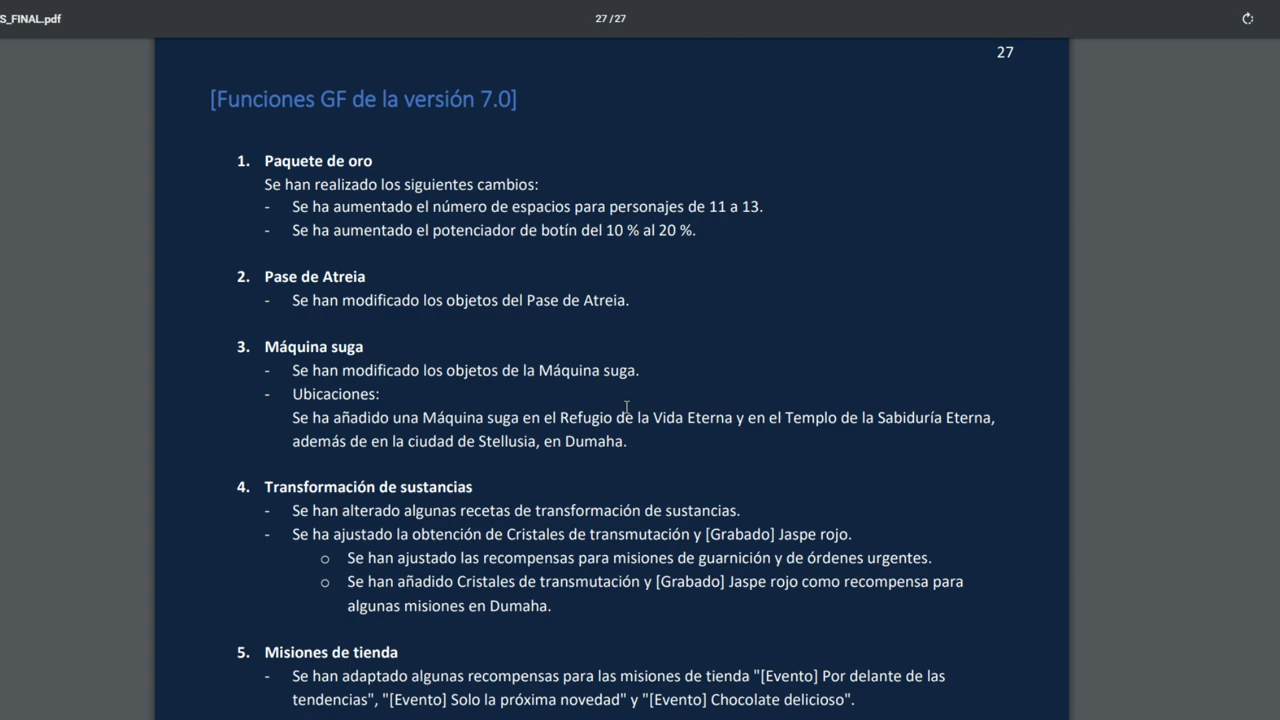 S_FINAL.pdf
27 / 27
27
[Funciones GF de la versión 7.0]
1. Paquete de oro
Se han realizado los siguientes cambios:
- Se ha aumentado el número de espacios para personajes de 11 a 13.
- Se ha aumentado el potenciador de botín del 10 % al 20 %.
2. Pase de Atreia
- Se han modificado los objetos del Pase de Atreia.
3. Máquina suga
- Se han modificado los objetos de la Máquina suga.
- Ubicaciones:
Se ha añadido una Máquina suga en el Refugio de la Vida Eterna y en el Templo de la Sabiduría Eterna,
además de en la ciudad de Stellusia, en Dumaha.
4. Transformación de sustancias
- Se han alterado algunas recetas de transformación de sustancias.
- Se ha ajustado la obtención de Cristales de transmutación y [Grabado] Jaspe rojo.
o Se han ajustado las recompensas para misiones de guarnición y de órdenes urgentes.
o Se han añadido Cristales de transmutación y [Grabado] Jaspe rojo como recompensa para
algunas misiones en Dumaha.
5. Misiones de tienda
- Se han adaptado algunas recompensas para las misiones de tienda "[Evento] Por delante de las
tendencias", "[Evento] Solo la próxima novedad" y "[Evento] Chocolate delicioso".